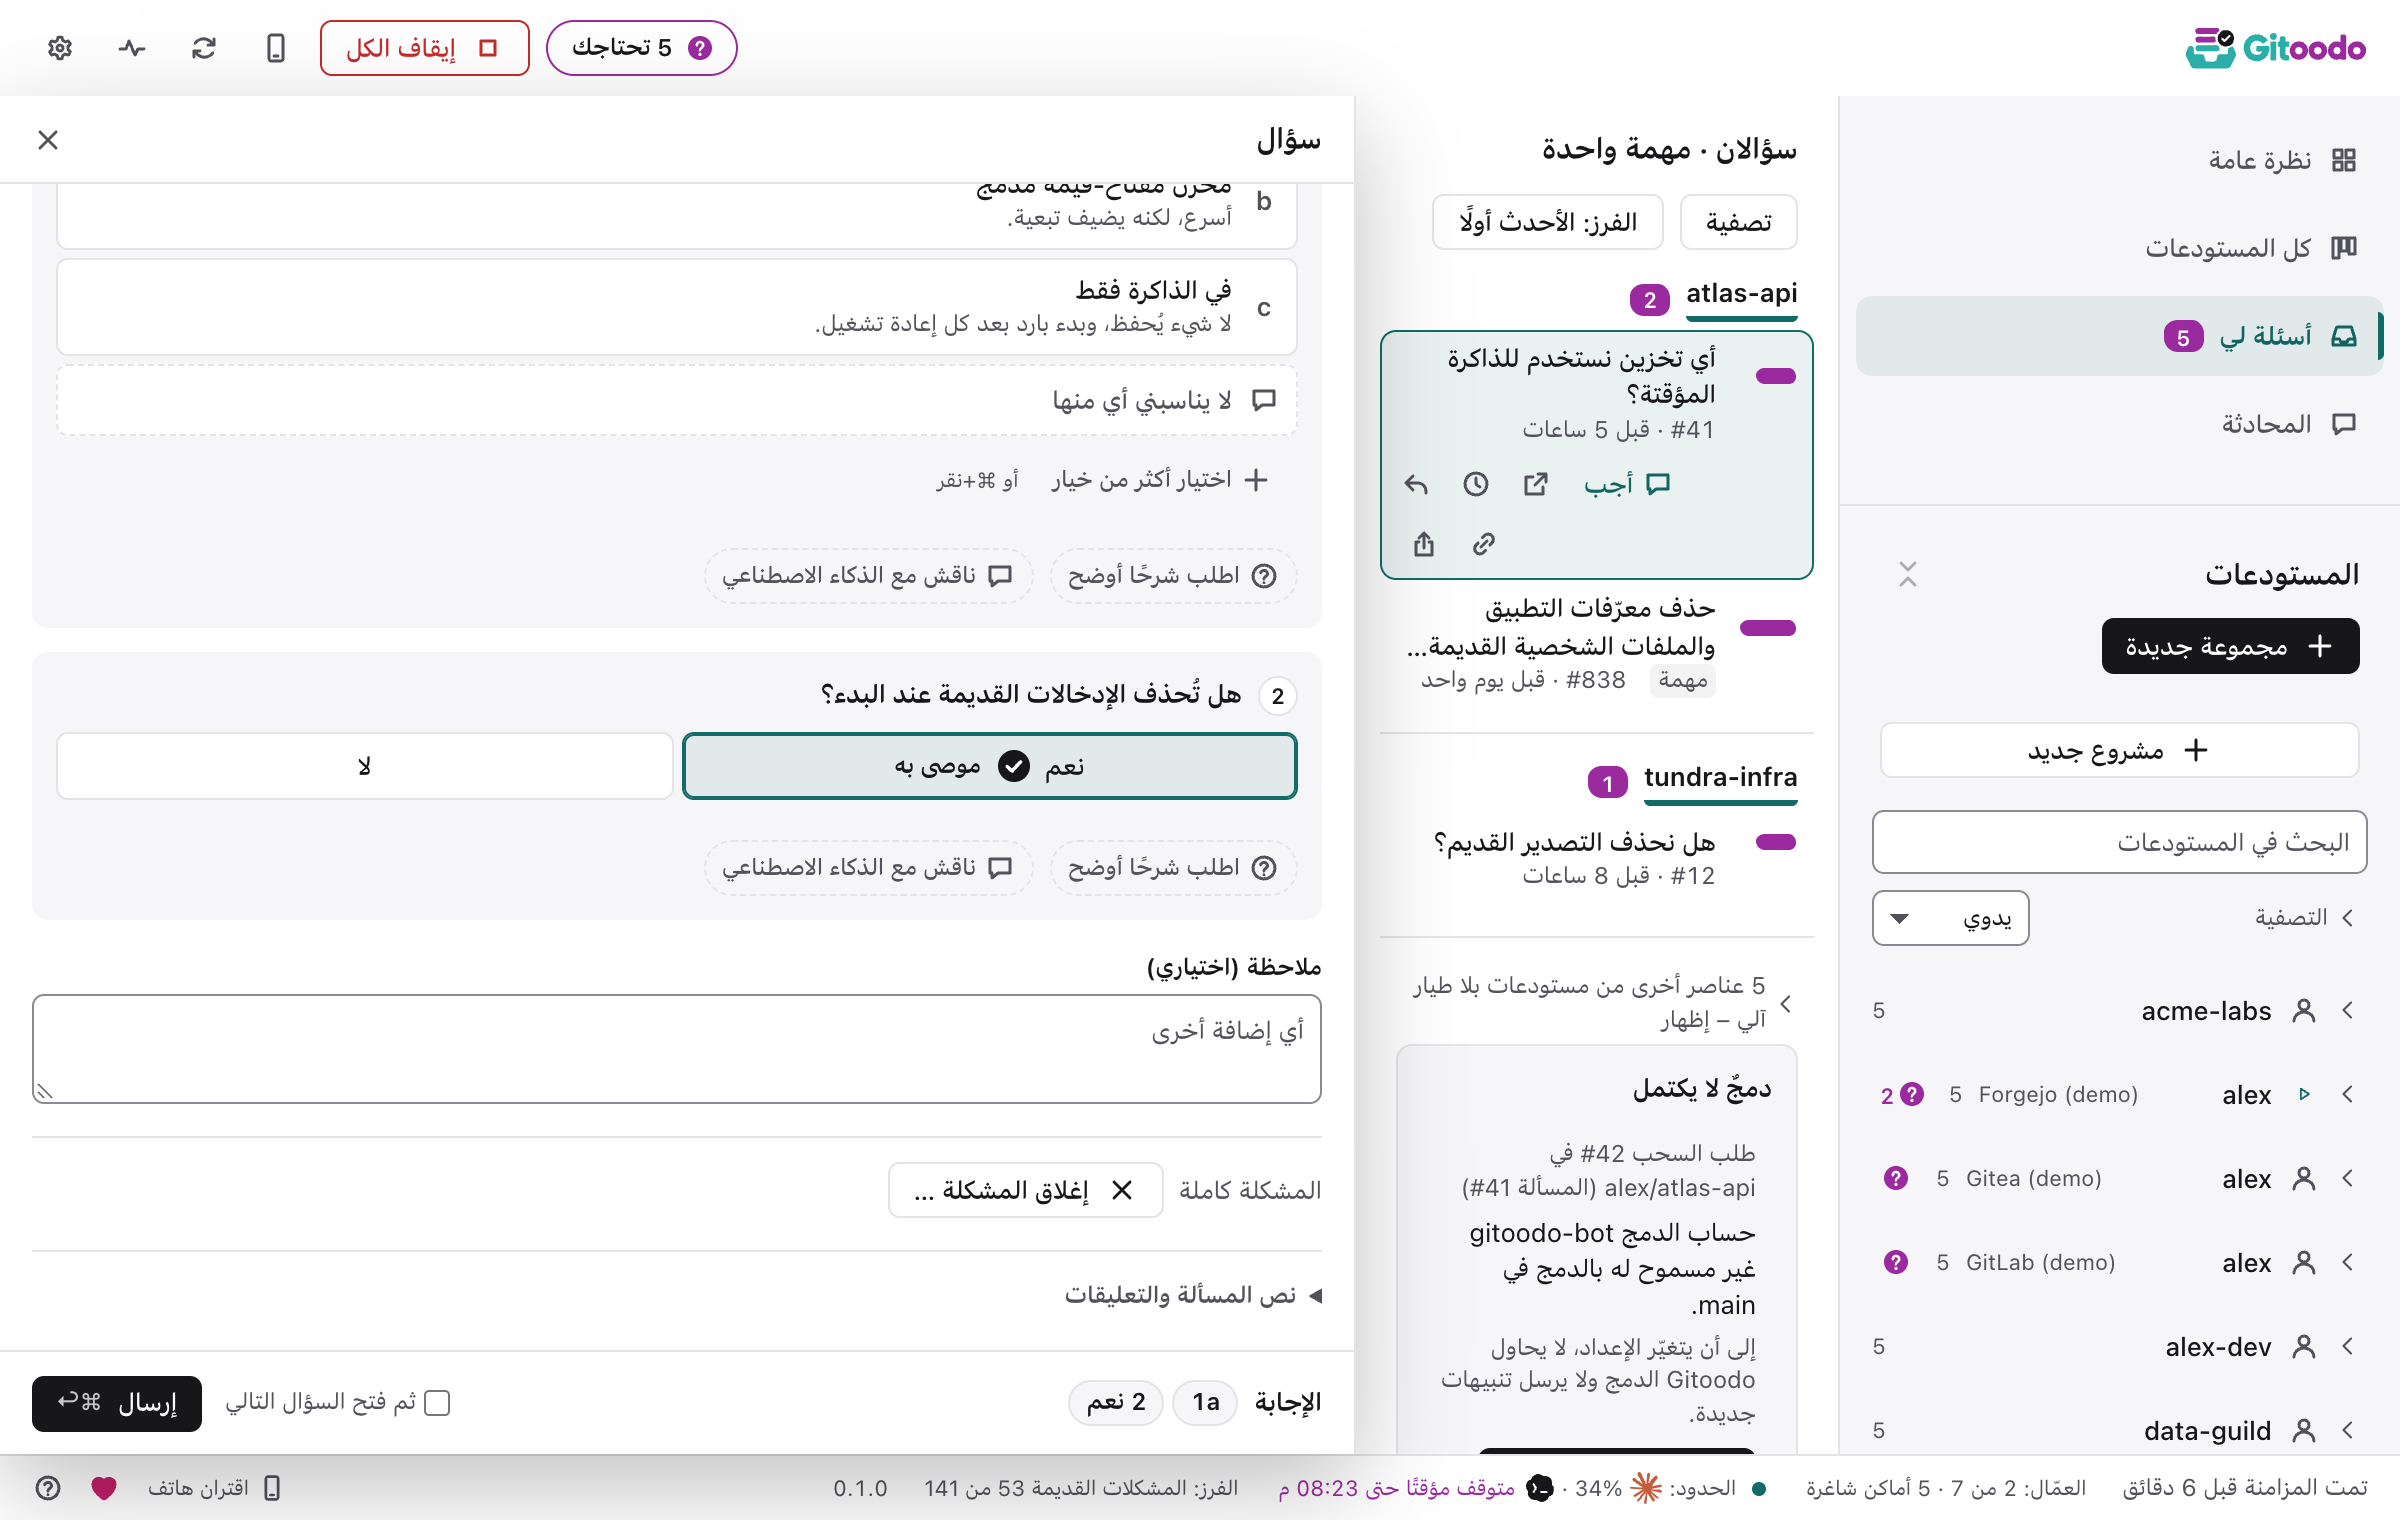 Gitoodo
5 تحتاجك
إيقاف الكل
نظرة عامة
كل المستودعات
أسئلة لي 5
المحادثة
المستودعات
مجموعة جديدة
مشروع جديد
البحث في المستودعات
التصفية
يدوي
acme-labs 5
alex Forgejo (demo) 5 2
alex Gitea (demo) 5
alex GitLab (demo) 5
alex-dev 5
data-guild 5
سؤالان · مهمة واحدة
تصفية
الفرز: الأحدث أولًا
atlas-api 2
أي تخزين نستخدم للذاكرة
المؤقتة؟
#41 · قبل 5 ساعات
أجب
حذف معرّفات التطبيق
والملفات الشخصية القديمة...
مهمة #838 · قبل يوم واحد
tundra-infra 1
هل نحذف التصدير القديم؟
#12 · قبل 8 ساعات
5 عناصر أخرى من مستودعات بلا طيار
آلي – إظهار
دمجٌ لا يكتمل
طلب السحب #42 في
alex/atlas-api (المسألة #41)
حساب الدمج gitoodo-bot
غير مسموح له بالدمج في
main.
إلى أن يتغيّر الإعداد، لا يحاول
Gitoodo الدمج ولا يرسل تنبيهات
جديدة.
سؤال
b
مخزن مفتاح-قيمة مدمج
أسرع، لكنه يضيف تبعية.
c
في الذاكرة فقط
لا شيء يُحفظ، وبدء بارد بعد كل إعادة تشغيل.
لا يناسبني أي منها
اختيار أكثر من خيار
أو ⌘+نقر
اطلب شرحًا أوضح
ناقش مع الذكاء الاصطناعي
2 هل تُحذف الإدخالات القديمة عند البدء؟
نعم موصى به
لا
اطلب شرحًا أوضح
ناقش مع الذكاء الاصطناعي
ملاحظة (اختياري)
أي إضافة أخرى
المشكلة كاملة
إغلاق المشكلة ...
نص المسألة والتعليقات
الإجابة 1a 2 نعم
ثم فتح السؤال التالي
إرسال ⌘↩
تمت المزامنة قبل 6 دقائق
العمّال: 2 من 7 · 5 أماكن شاغرة
الحدود: 34% · متوقف مؤقتًا حتى 08:23 م
الفرز: المشكلات القديمة 53 من 141
0.1.0
اقتران هاتف